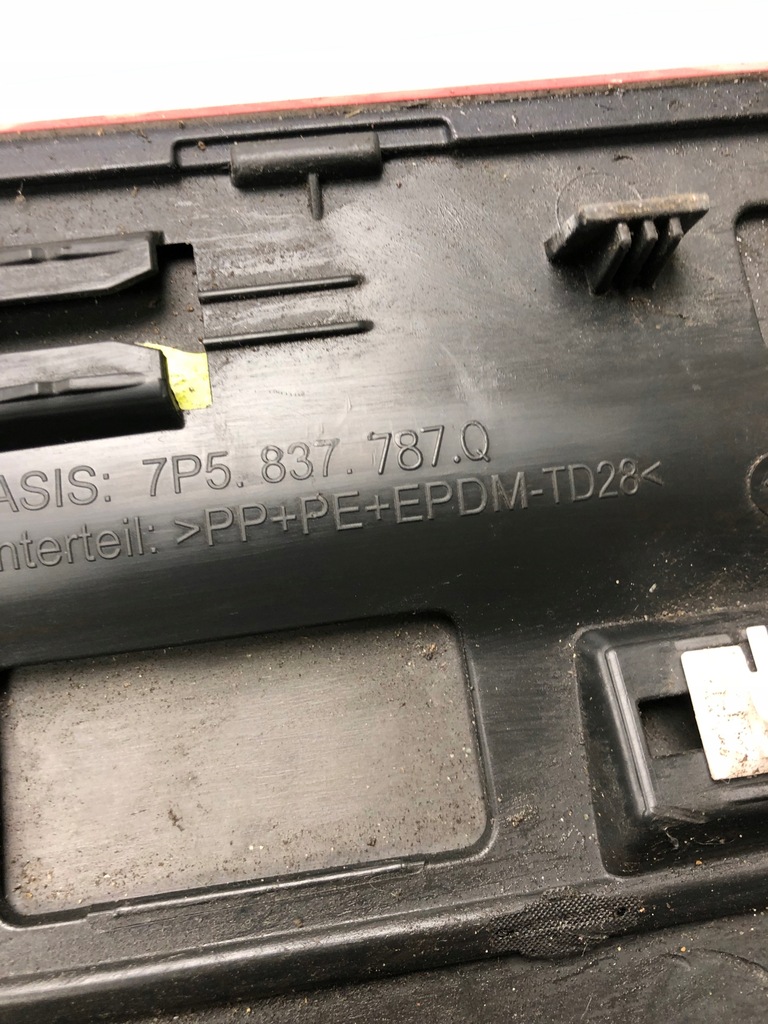 ASIS: 7P5. 837. 787.Q
nterteil: >PP+PE+EPDM-TD28<